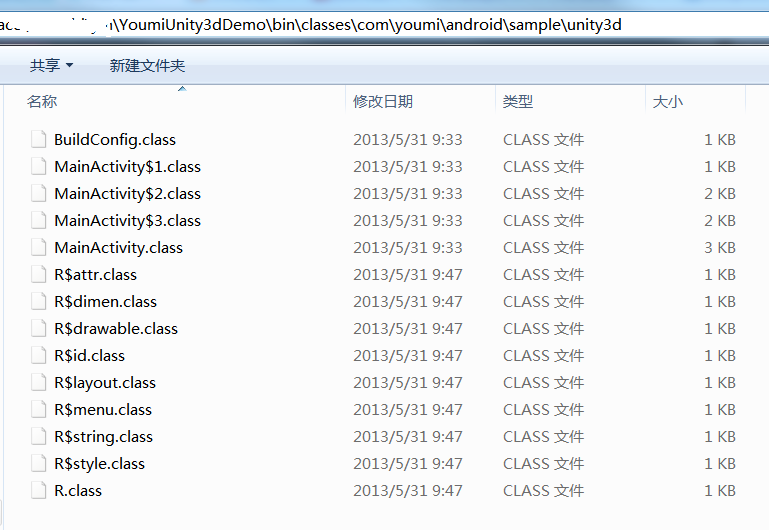 \YoumiUnity3dDemo\bin\classes\com\youmi\android\sample\unity3d
共享 新建文件夹
名称 修改日期 类型 大小
BuildConfig.class 2013/5/31 9:33 CLASS 文件 1 KB
MainActivity$1.class 2013/5/31 9:33 CLASS 文件 1 KB
MainActivity$2.class 2013/5/31 9:33 CLASS 文件 2 KB
MainActivity$3.class 2013/5/31 9:33 CLASS 文件 2 KB
MainActivity.class 2013/5/31 9:33 CLASS 文件 3 KB
R$attr.class 2013/5/31 9:47 CLASS 文件 1 KB
R$dimen.class 2013/5/31 9:47 CLASS 文件 1 KB
R$drawable.class 2013/5/31 9:47 CLASS 文件 1 KB
R$id.class 2013/5/31 9:47 CLASS 文件 1 KB
R$layout.class 2013/5/31 9:47 CLASS 文件 1 KB
R$menu.class 2013/5/31 9:47 CLASS 文件 1 KB
R$string.class 2013/5/31 9:47 CLASS 文件 1 KB
R$style.class 2013/5/31 9:47 CLASS 文件 1 KB
R.class 2013/5/31 9:47 CLASS 文件 1 KB